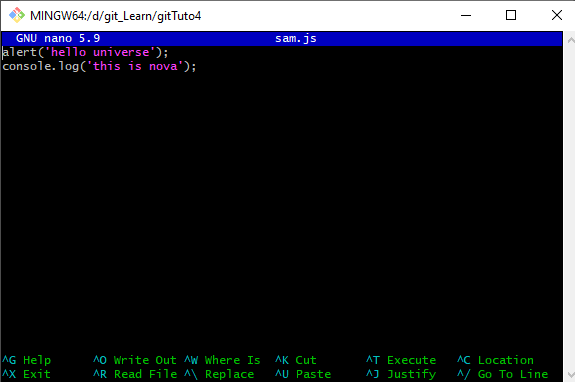 MINGW64:/d/git_Learn/gitTuto4
GNU nano 5.9 sam.js
alert('hello universe');
console.log('this is nova');
^G Help ^O Write Out ^W Where Is ^K Cut ^T Execute ^C Location
^X Exit ^R Read File ^\ Replace ^U Paste ^J Justify ^/ Go To Line